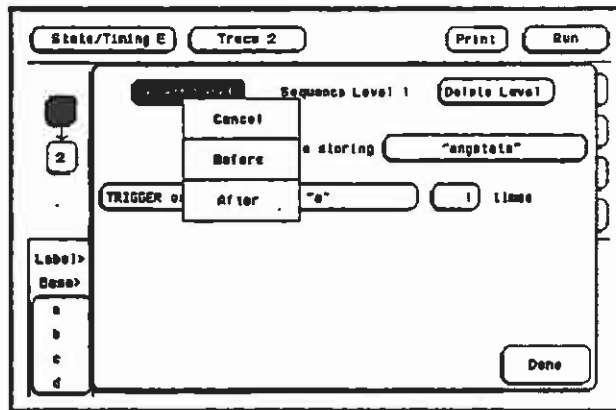 State/Timing E Trace 2 Print Run
Sequence Level 1 Delete Level
Cancel
2
Before
storing "anystate"
TRIGGER o "a" 1 times
After
Label>
Base>
a
b
c
d
Done